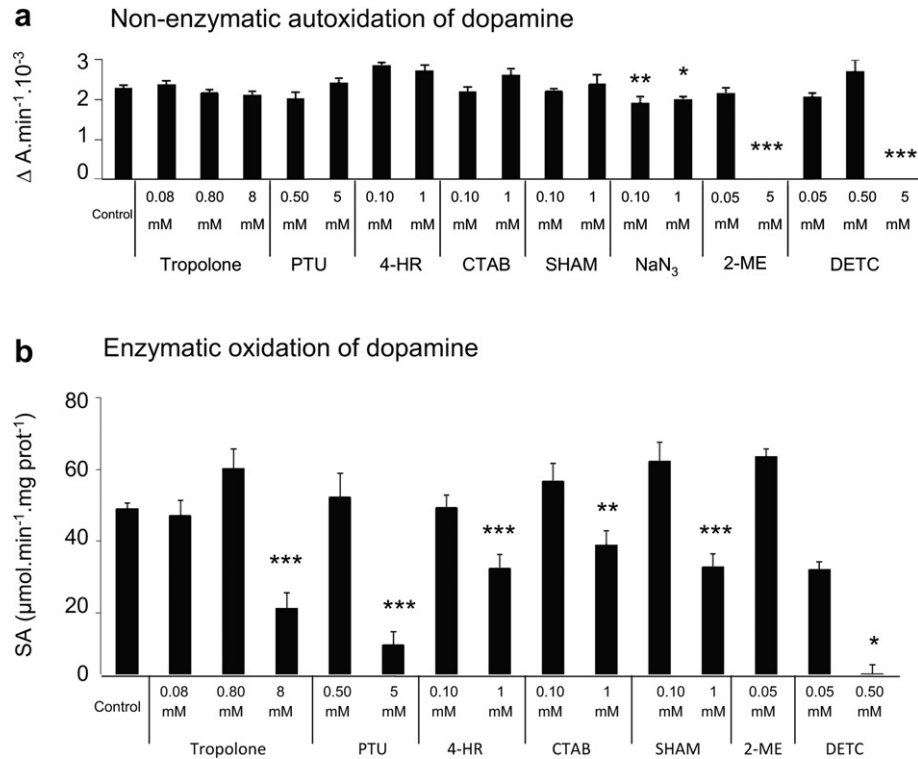 a Non-enzymatic autoxidation of dopamine
Δ A.min⁻¹.10⁻³
3
2
1
0
** * *** ***
Control 0.08 0.80 8 0.50 5 0.10 1 0.10 1 0.10 1 0.10 1 0.05 5 0.05 0.50 5
mM mM mM mM mM mM mM mM mM mM mM mM mM mM mM mM mM mM
Tropolone PTU 4-HR CTAB SHAM NaN₃ 2-ME DETC
b Enzymatic oxidation of dopamine
SA (µmol.min⁻¹.mg prot⁻¹)
80
60
40
20
0
*** *** *** ** *** *
Control 0.08 0.80 8 0.50 5 0.10 1 0.10 1 0.10 1 0.05 0.05 0.50
mM mM mM mM mM mM mM mM mM mM mM mM mM mM
Tropolone PTU 4-HR CTAB SHAM 2-ME DETC